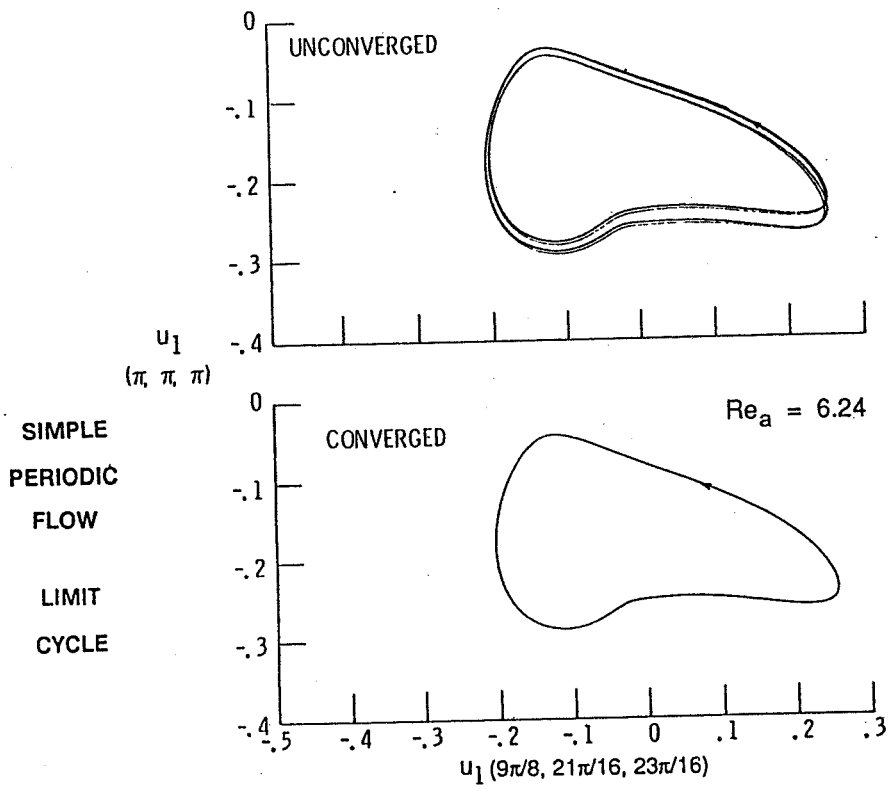 0
UNCONVERGED
-.1
-.2
-.3
-.4
u1
(π, π, π)
0
Rea = 6.24
CONVERGED
SIMPLE
PERIODIC
FLOW
LIMIT
CYCLE
-.1
-.2
-.3
-.4
-.5 -.4 -.3 -.2 -.1 0 .1 .2 .3
u1 (9π/8, 21π/16, 23π/16)